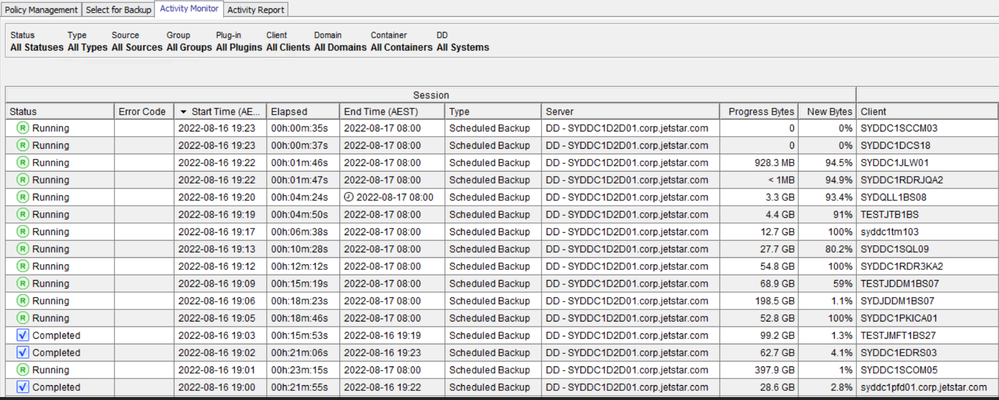 Policy Management Select for Backup Activity Monitor Activity Report
Status Type Source Group Plug-in Client Domain Container DD
All Statuses All Types All Sources All Groups All Plugins All Clients All Domains All Containers All Systems
Session
Status Error Code Start Time (AE... Elapsed End Time (AEST) Type Server Progress Bytes New Bytes Client
R Running 2022-08-16 19:23 00h:00m:35s 2022-08-17 08:00 Scheduled Backup DD - SYDDC1D2D01.corp.jetstar.com 0 0% SYDDC1SCCM03
R Running 2022-08-16 19:23 00h:00m:37s 2022-08-17 08:00 Scheduled Backup DD - SYDDC1D2D01.corp.jetstar.com 0 0% SYDDC1DCS18
R Running 2022-08-16 19:22 00h:01m:46s 2022-08-17 08:00 Scheduled Backup DD - SYDDC1D2D01.corp.jetstar.com 928.3 MB 94.5% SYDDC1JLW01
R Running 2022-08-16 19:22 00h:01m:47s 2022-08-17 08:00 Scheduled Backup DD - SYDDC1D2D01.corp.jetstar.com < 1MB 94.9% SYDDC1RDRJQA2
R Running 2022-08-16 19:20 00h:04m:24s 2022-08-17 08:00 Scheduled Backup DD - SYDDC1D2D01.corp.jetstar.com 3.3 GB 93.4% SYDQLL1BS08
R Running 2022-08-16 19:19 00h:04m:50s 2022-08-17 08:00 Scheduled Backup DD - SYDDC1D2D01.corp.jetstar.com 4.4 GB 91% TESTJTB1BS
R Running 2022-08-16 19:17 00h:06m:38s 2022-08-17 08:00 Scheduled Backup DD - SYDDC1D2D01.corp.jetstar.com 12.7 GB 100% syddc1tm103
R Running 2022-08-16 19:13 00h:10m:28s 2022-08-17 08:00 Scheduled Backup DD - SYDDC1D2D01.corp.jetstar.com 27.7 GB 80.2% SYDDC1SQL09
R Running 2022-08-16 19:12 00h:12m:12s 2022-08-17 08:00 Scheduled Backup DD - SYDDC1D2D01.corp.jetstar.com 54.8 GB 100% SYDDC1RDR3KA2
R Running 2022-08-16 19:09 00h:15m:19s 2022-08-17 08:00 Scheduled Backup DD - SYDDC1D2D01.corp.jetstar.com 68.9 GB 59% TESTJDDM1BS07
R Running 2022-08-16 19:06 00h:18m:23s 2022-08-17 08:00 Scheduled Backup DD - SYDDC1D2D01.corp.jetstar.com 198.5 GB 1.1% SYDJDDM1BS07
R Running 2022-08-16 19:05 00h:18m:46s 2022-08-17 08:00 Scheduled Backup DD - SYDDC1D2D01.corp.jetstar.com 52.8 GB 100% SYDDC1PKICA01
Completed 2022-08-16 19:03 00h:15m:53s 2022-08-16 19:19 Scheduled Backup DD - SYDDC1D2D01.corp.jetstar.com 99.2 GB 1.3% TESTJMFT1BS27
Completed 2022-08-16 19:02 00h:21m:06s 2022-08-16 19:23 Scheduled Backup DD - SYDDC1D2D01.corp.jetstar.com 62.7 GB 4.1% SYDDC1EDRS03
R Running 2022-08-16 19:01 00h:23m:15s 2022-08-17 08:00 Scheduled Backup DD - SYDDC1D2D01.corp.jetstar.com 397.9 GB 1% SYDDC1SCOM05
Completed 2022-08-16 19:00 00h:21m:55s 2022-08-16 19:22 Scheduled Backup DD - SYDDC1D2D01.corp.jetstar.com 28.6 GB 2.8% syddc1pfd01.corp.jetstar.com